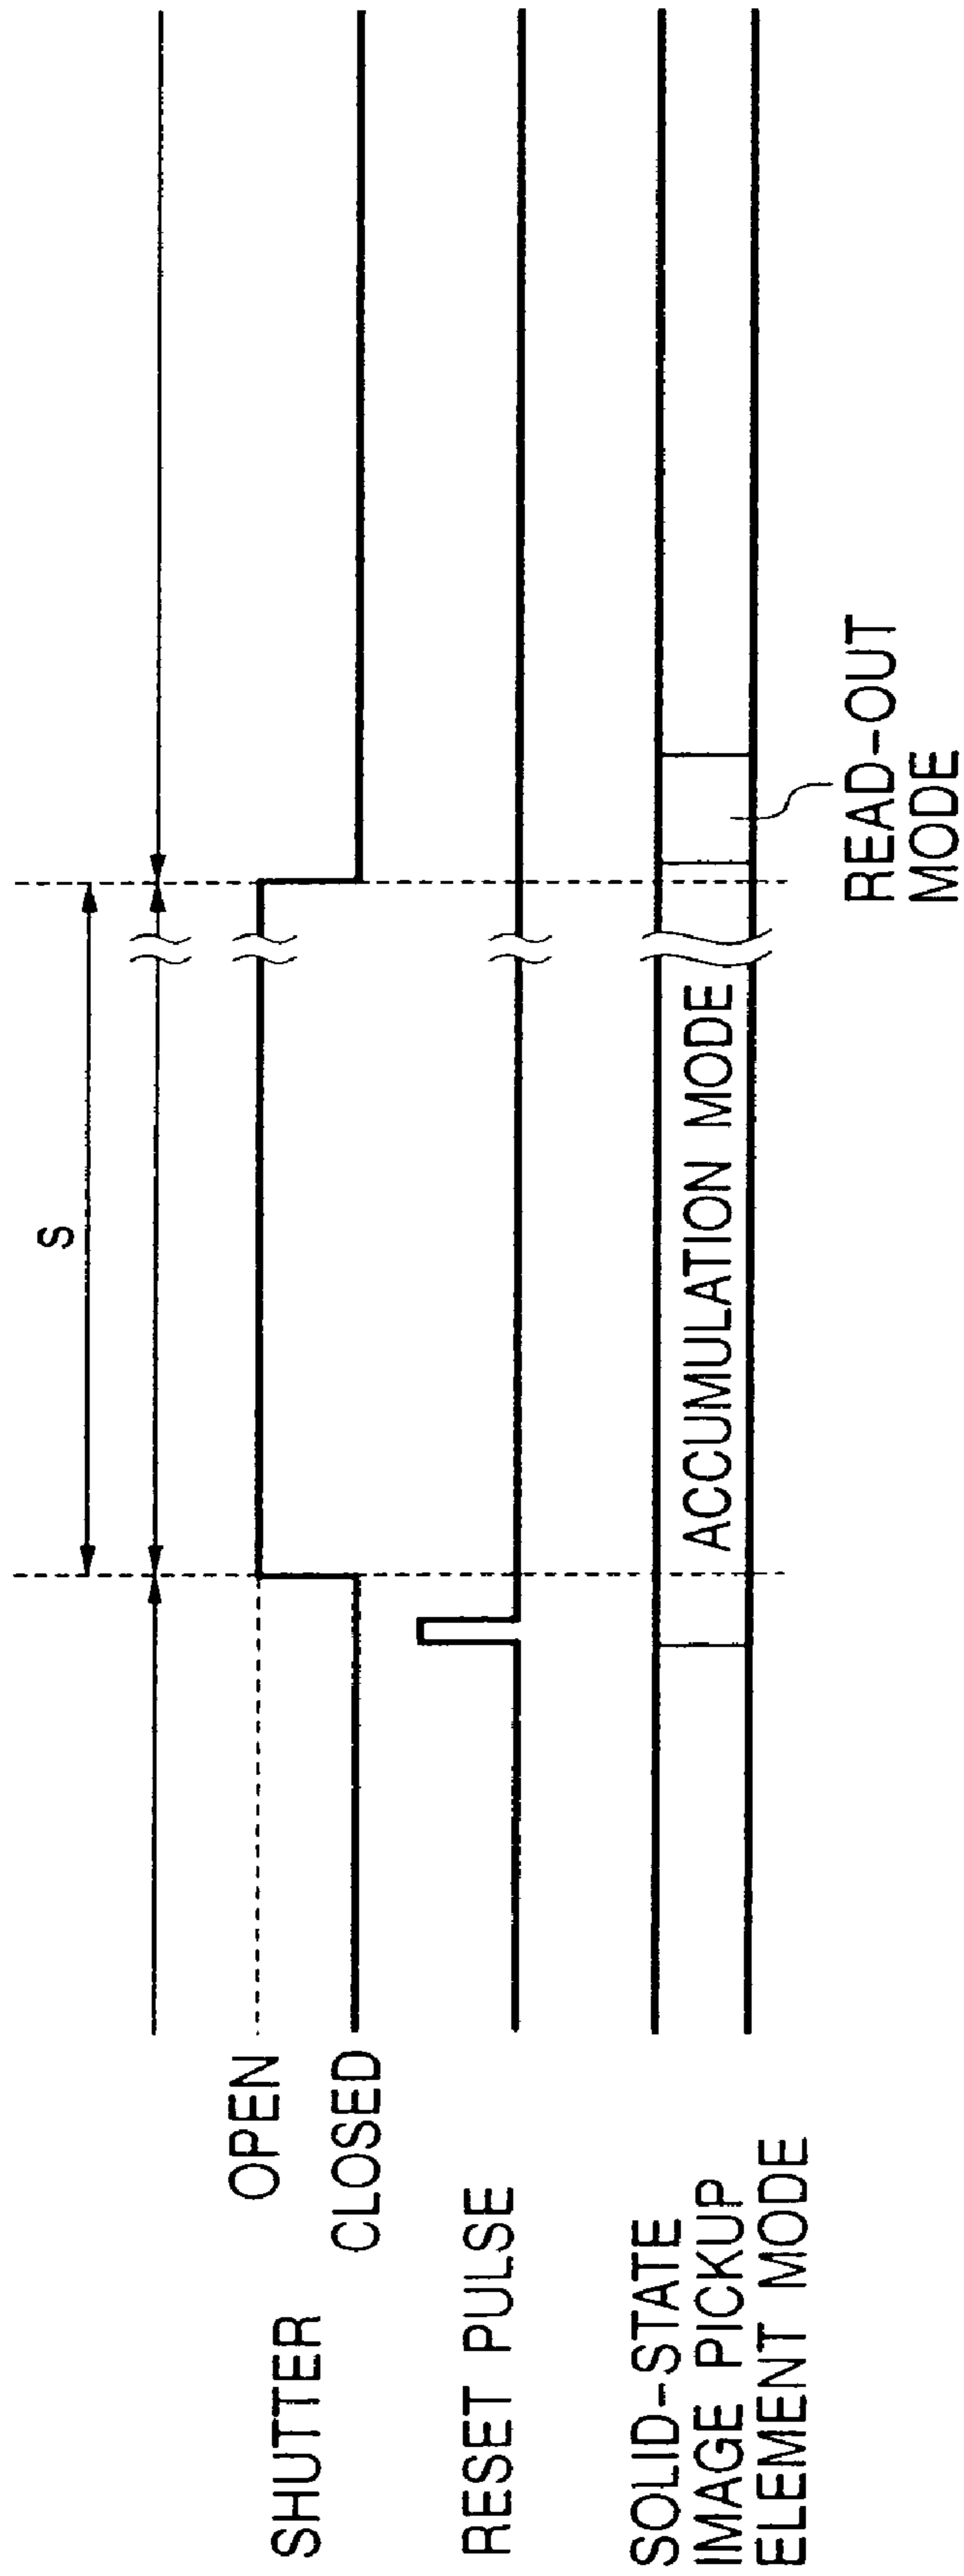 S
OPEN
SHUTTER
CLOSED
RESET PULSE
SOLID-STATE
IMAGE PICKUP
ELEMENT MODE
ACCUMULATION MODE
READ-OUT
MODE